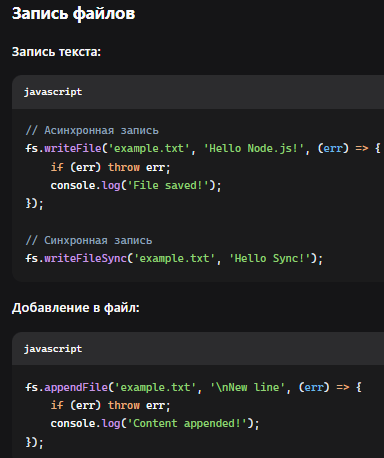 Запись файлов
Запись текста:
javascript
// Асинхронная запись
fs.writeFile('example.txt', 'Hello Node.js!', (err) => {
    if (err) throw err;
    console.log('File saved!');
});
// Синхронная запись
fs.writeFileSync('example.txt', 'Hello Sync!');
Добавление в файл:
javascript
fs.appendFile('example.txt', '\nNew line', (err) => {
    if (err) throw err;
    console.log('Content appended!');
});